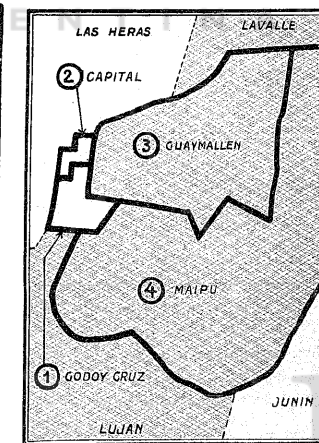 LAVALLE
LAS HERAS
2 CAPITAL
3 GUAYMALLEN
4 MAIPU
1 GODOY CRUZ
JUNIN
LUJAN